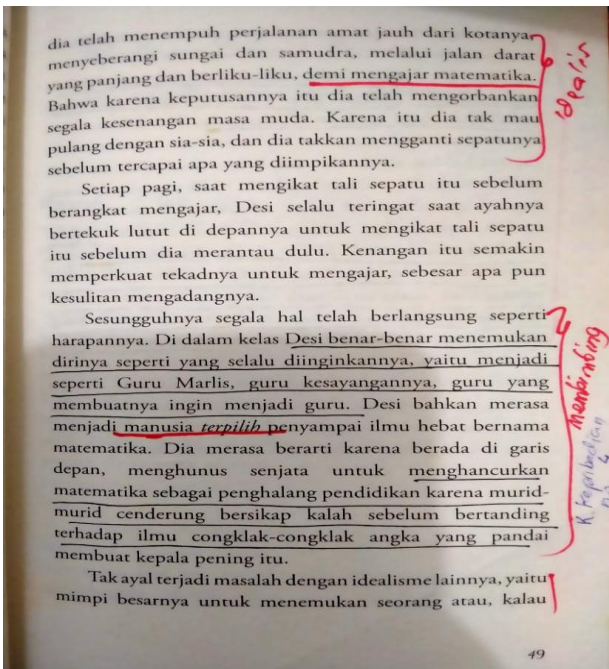 dia telah menempuh perjalanan amat jauh dari kotanya,
menyeberangi sungai dan samudra, melalui jalan darat
yang panjang dan berliku-liku, demi mengajar matematika.
Bahwa karena keputusannya itu dia telah mengorbankan
segala kesenangan masa muda. Karena itu dia tak mau
pulang dengan sia-sia, dan dia takkan mengganti sepatunya
sebelum tercapai apa yang diimpikannya.
idealis
Setiap pagi, saat mengikat tali sepatu itu sebelum
berangkat mengajar, Desi selalu teringat saat ayahnya
bertekuk lutut di depannya untuk mengikat tali sepatu
itu sebelum dia merantau dulu. Kenangan itu semakin
memperkuat tekadnya untuk mengajar, sebesar apa pun
kesulitan mengadangnya.
Sesungguhnya segala hal telah berlangsung seperti
harapannya. Di dalam kelas Desi benar-benar menemukan
dirinya seperti yang selalu diinginkannya, yaitu menjadi
seperti Guru Marlis, guru kesayangannya, guru yang
membuatnya ingin menjadi guru. Desi bahkan merasa
menjadi manusia terpilih penyampai ilmu hebat bernama
matematika. Dia merasa berarti karena berada di garis
depan, menghunus senjata untuk menghancurkan
matematika sebagai penghalang pendidikan karena murid-
murid cenderung bersikap kalah sebelum bertanding
terhadap ilmu congklak-congklak angka yang pandai
membuat kepala pening itu.
membimbing
K. Kepribadian
Tak ayal terjadi masalah dengan idealisme lainnya, yaitu
mimpi besarnya untuk menemukan seorang atau, kalau
49